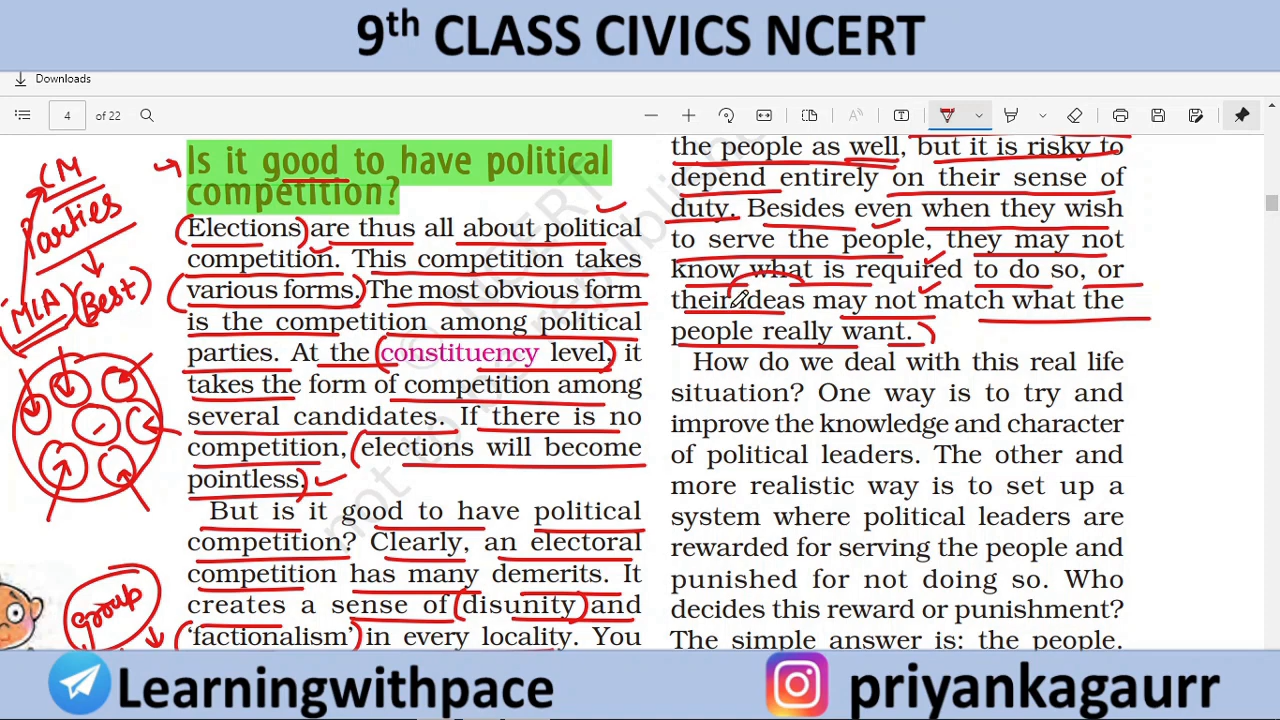 9th CLASS CIVICS NCERT
Downloads
4 of 22
CM
Parties
MLA (Best)
group
Is it good to have political
competition?
Elections are thus all about political
competition. This competition takes
various forms. The most obvious form
is the competition among political
parties. At the constituency level, it
takes the form of competition among
several candidates. If there is no
competition, elections will become
pointless.
But is it good to have political
competition? Clearly, an electoral
competition has many demerits. It
creates a sense of disunity and
‘factionalism’ in every locality. You
the people as well, but it is risky to
depend entirely on their sense of
duty. Besides even when they wish
to serve the people, they may not
know what is required to do so, or
their ideas may not match what the
people really want.
How do we deal with this real life
situation? One way is to try and
improve the knowledge and character
of political leaders. The other and
more realistic way is to set up a
system where political leaders are
rewarded for serving the people and
punished for not doing so. Who
decides this reward or punishment?
The simple answer is: the people.
Learningwithpace
priyankagaurr